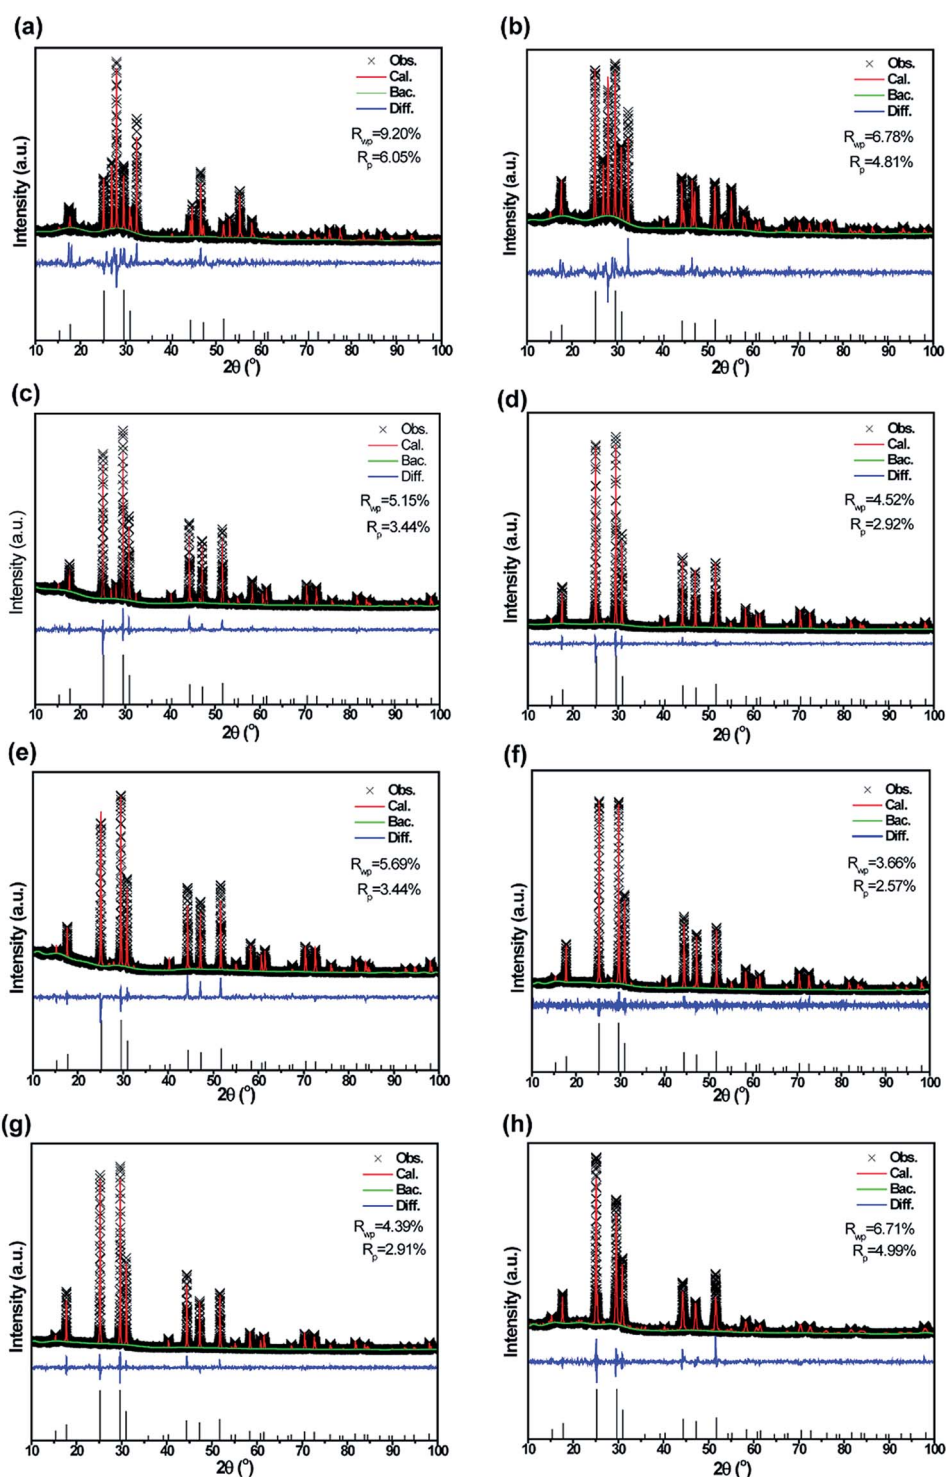 (a)
× Obs.
Cal.
Bac.
Diff.
Rwp=9.20%
Rp=6.05%
Intensity (a.u.)
10 20 30 40 50 60 70 80 90 100
2θ (°)
(b)
× Obs.
Cal.
Bac.
Diff.
Rwp=6.78%
Rp=4.81%
Intensity (a.u.)
10 20 30 40 50 60 70 80 90 100
2θ (°)
(c)
× Obs.
Cal.
Bac.
Diff.
Rwp=5.15%
Rp=3.44%
Intensity (a.u.)
10 20 30 40 50 60 70 80 90 100
2θ (°)
(d)
× Obs.
Cal.
Bac.
Diff.
Rwp=4.52%
Rp=2.92%
Intensity (a.u.)
10 20 30 40 50 60 70 80 90 100
2θ (°)
(e)
× Obs.
Cal.
Bac.
Diff.
Rwp=5.69%
Rp=3.44%
Intensity (a.u.)
10 20 30 40 50 60 70 80 90 100
2θ (°)
(f)
× Obs.
Cal.
Bac.
Diff.
Rwp=3.66%
Rp=2.57%
Intensity (a.u.)
10 20 30 40 50 60 70 80 90 100
2θ (°)
(g)
× Obs.
Cal.
Bac.
Diff.
Rwp=4.39%
Rp=2.91%
Intensity (a.u.)
10 20 30 40 50 60 70 80 90 100
2θ (°)
(h)
× Obs.
Cal.
Bac.
Diff.
Rwp=6.71%
Rp=4.99%
Intensity (a.u.)
10 20 30 40 50 60 70 80 90 100
2θ (°)